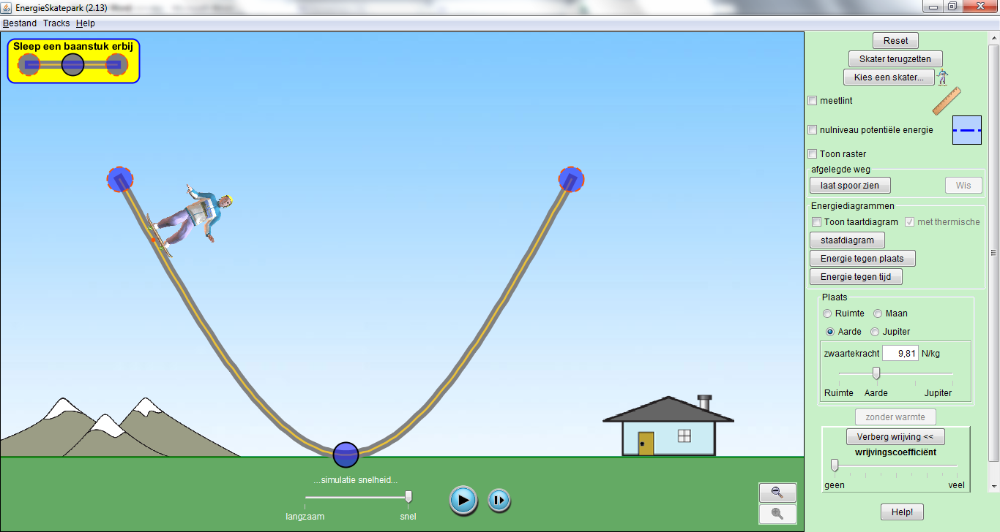 EnergieSkatepark (2.13)
Bestand Tracks Help
Sleep een baanstuk erbij
Reset
Skater terugzetten
Kies een skater...
meetlint
nulniveau potentiële energie
Toon raster
afgelegde weg
laat spoor zien Wis
Energiediagrammen
Toon taartdiagram met thermische
staafdiagram
Energie tegen plaats
Energie tegen tijd
Plaats
Ruimte Maan
Aarde Jupiter
zwaartekracht 9,81 N/kg
Ruimte Aarde Jupiter
zonder warmte
Verberg wrijving <<
wrijvingscoefficiënt
geen veel
Help!
...simulatie snelheid...
langzaam snel